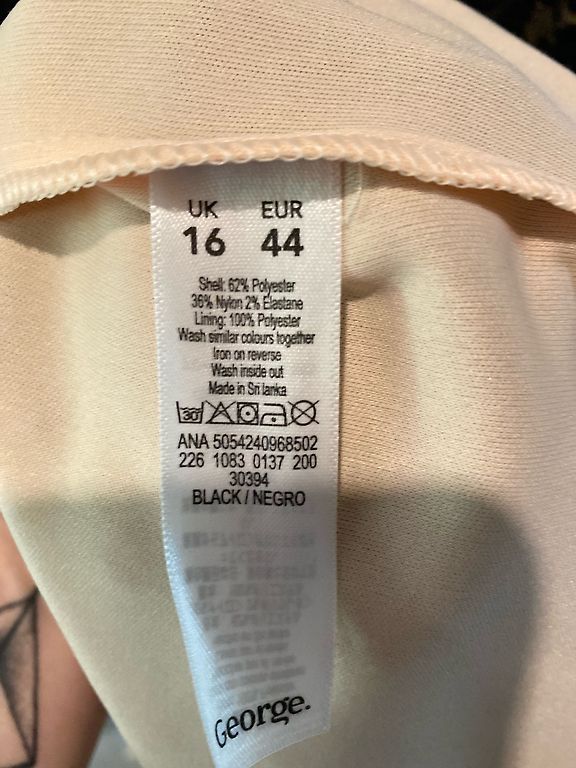 UK EUR
16 44
Shell: 62% Polyester
36% Nylon 2% Elastane
Lining: 100% Polyester
Wash similar colours together
Iron on reverse
Wash inside out
Made in Sri lanka
30
ANA 5054240968502
226 1083 0137 200
30394
BLACK / NEGRO
George.